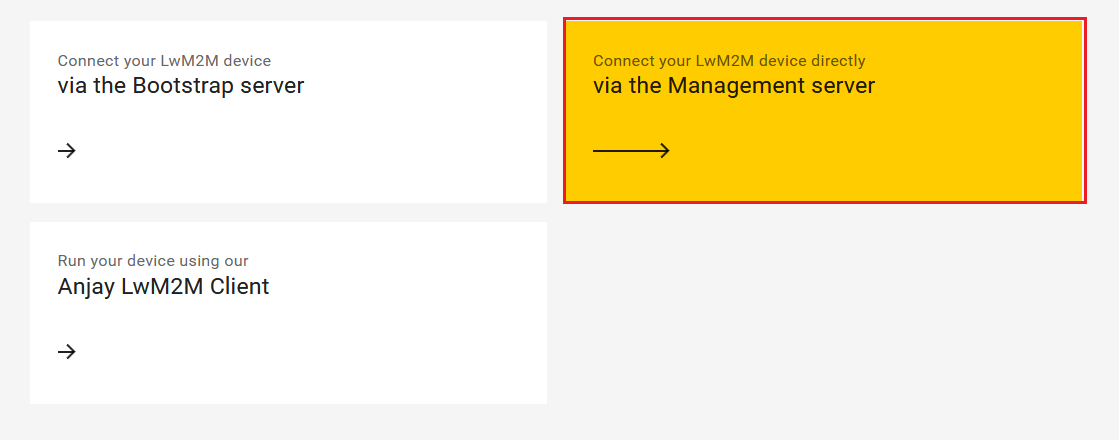 Connect your LwM2M device
via the Bootstrap server
Connect your LwM2M device directly
via the Management server
Run your device using our
Anjay LwM2M Client